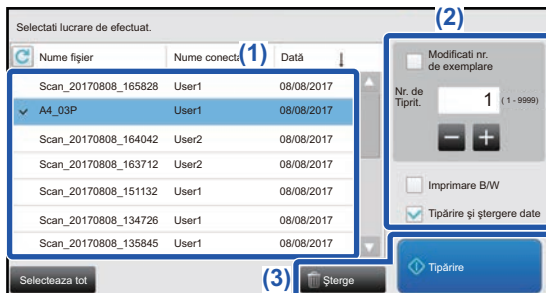 Selectati lucrare de efectuat.
(2)
Nume fişier Nume conecta (1) Dată
Scan_20170808_165828 User1 08/08/2017
A4_03P User1 08/08/2017
Scan_20170808_164042 User2 08/08/2017
Scan_20170808_163712 User2 08/08/2017
Scan_20170808_151132 User1 08/08/2017
Scan_20170808_134726 User1 08/08/2017
Scan_20170808_135845 User1 08/08/2017
Modificati nr.
de exemplare
Nr. de
Tiprit.
1 (1 - 9999)
Imprimare B/W
Tipărire şi ştergere date
Selecteaza tot
(3)
Şterge
Tipărire